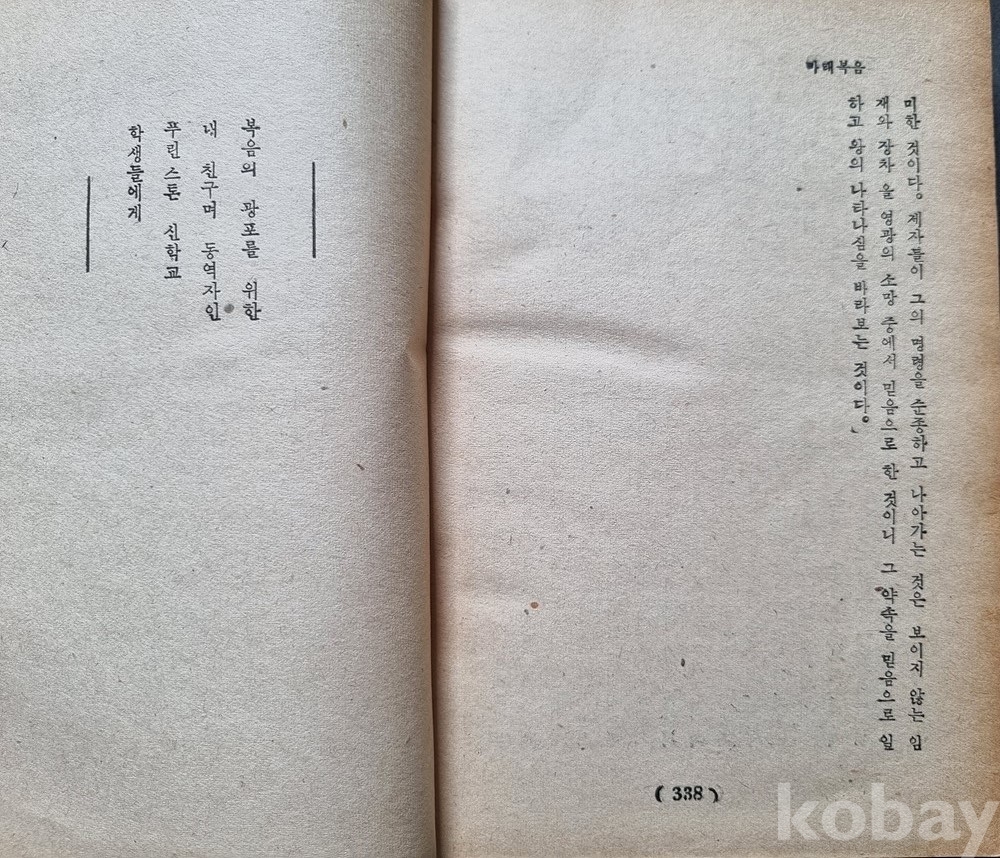 마태복음
미한 것이다. 제자들이 그의 명령을 준종하고 나아가는 것은 보이지 않는 임
재와 장차 올 영광의 소망 중에서 믿음으로 한 것이니 그 약속을 믿음으로 일
하고 왕의 나타나심을 바라보는 것이다.」
( 338 )
복음의 광포를 위한
내 친구며 동역자인
푸린스톤 신학교
학생들에게
kobay